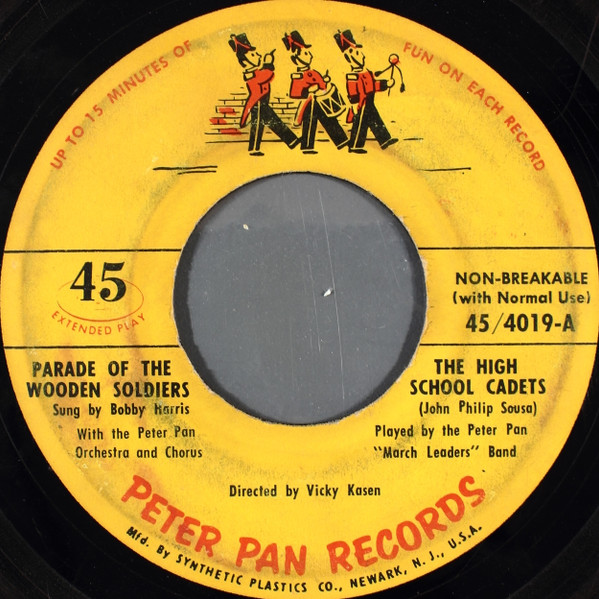 UP TO 15 MINUTES OF FUN ON EACH RECORD
45
EXTENDED PLAY
NON-BREAKABLE
(with Normal Use)
45/4019-A
PARADE OF THE
WOODEN SOLDIERS
Sung by Bobby Harris
With the Peter Pan
Orchestra and Chorus
THE HIGH
SCHOOL CADETS
(John Philip Sousa)
Played by the Peter Pan
"March Leaders" Band
Directed by Vicky Kasen
PETER PAN RECORDS
Mfd. By SYNTHETIC PLASTICS CO., NEWARK, N. J., U.S.A.